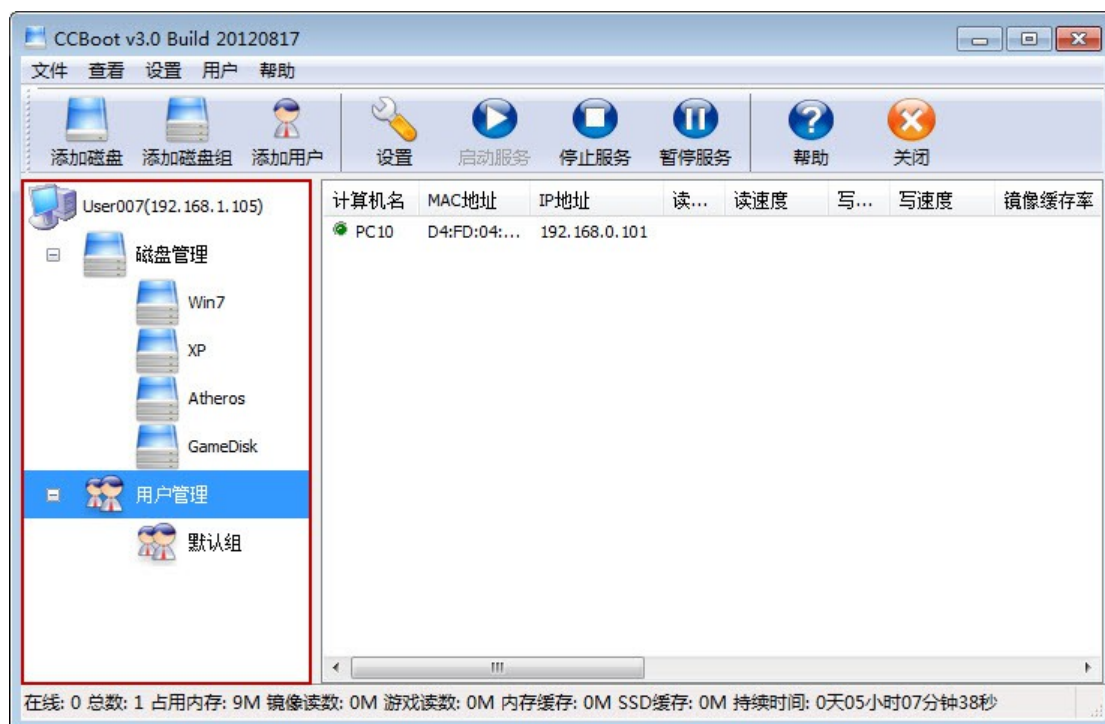 CCBoot v3.0 Build 20120817
文件 查看 设置 用户 帮助
添加磁盘 添加磁盘组 添加用户 设置 启动服务 停止服务 暂停服务 帮助 关闭
User007(192.168.1.105)
磁盘管理
Win7
XP
Atheros
GameDisk
用户管理
默认组
计算机名 MAC地址 IP地址 读... 读速度 写... 写速度 镜像缓存率
PC10 D4:FD:04:... 192.168.0.101
在线: 0 总数: 1 占用内存: 9M 镜像读数: 0M 游戏读数: 0M 内存缓存: 0M SSD缓存: 0M 持续时间: 0天05小时07分钟38秒